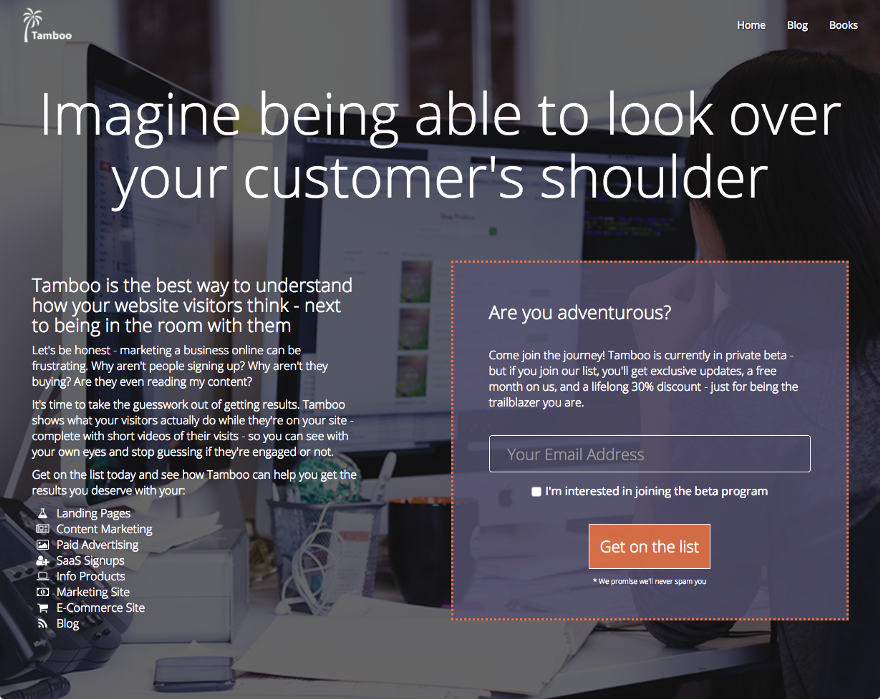 Tamboo
Home Blog Books
Imagine being able to look over
your customer's shoulder
Tamboo is the best way to understand
how your website visitors think - next
to being in the room with them
Let's be honest - marketing a business online can be
frustrating. Why aren't people signing up? Why aren't they
buying? Are they even reading my content?
It's time to take the guesswork out of getting results. Tamboo
shows what your visitors actually do while they're on your site -
complete with short videos of their visits - so you can see with
your own eyes and stop guessing if they're engaged or not.
Get on the list today and see how Tamboo can help you get the
results you deserve with your:
Landing Pages
Content Marketing
Paid Advertising
SaaS Signups
Info Products
Marketing Site
E-Commerce Site
Blog
Are you adventurous?
Come join the journey! Tamboo is currently in private beta -
but if you join our list, you'll get exclusive updates, a free
month on us, and a lifelong 30% discount - just for being the
trailblazer you are.
Your Email Address
I'm interested in joining the beta program
Get on the list
* We promise we'll never spam you